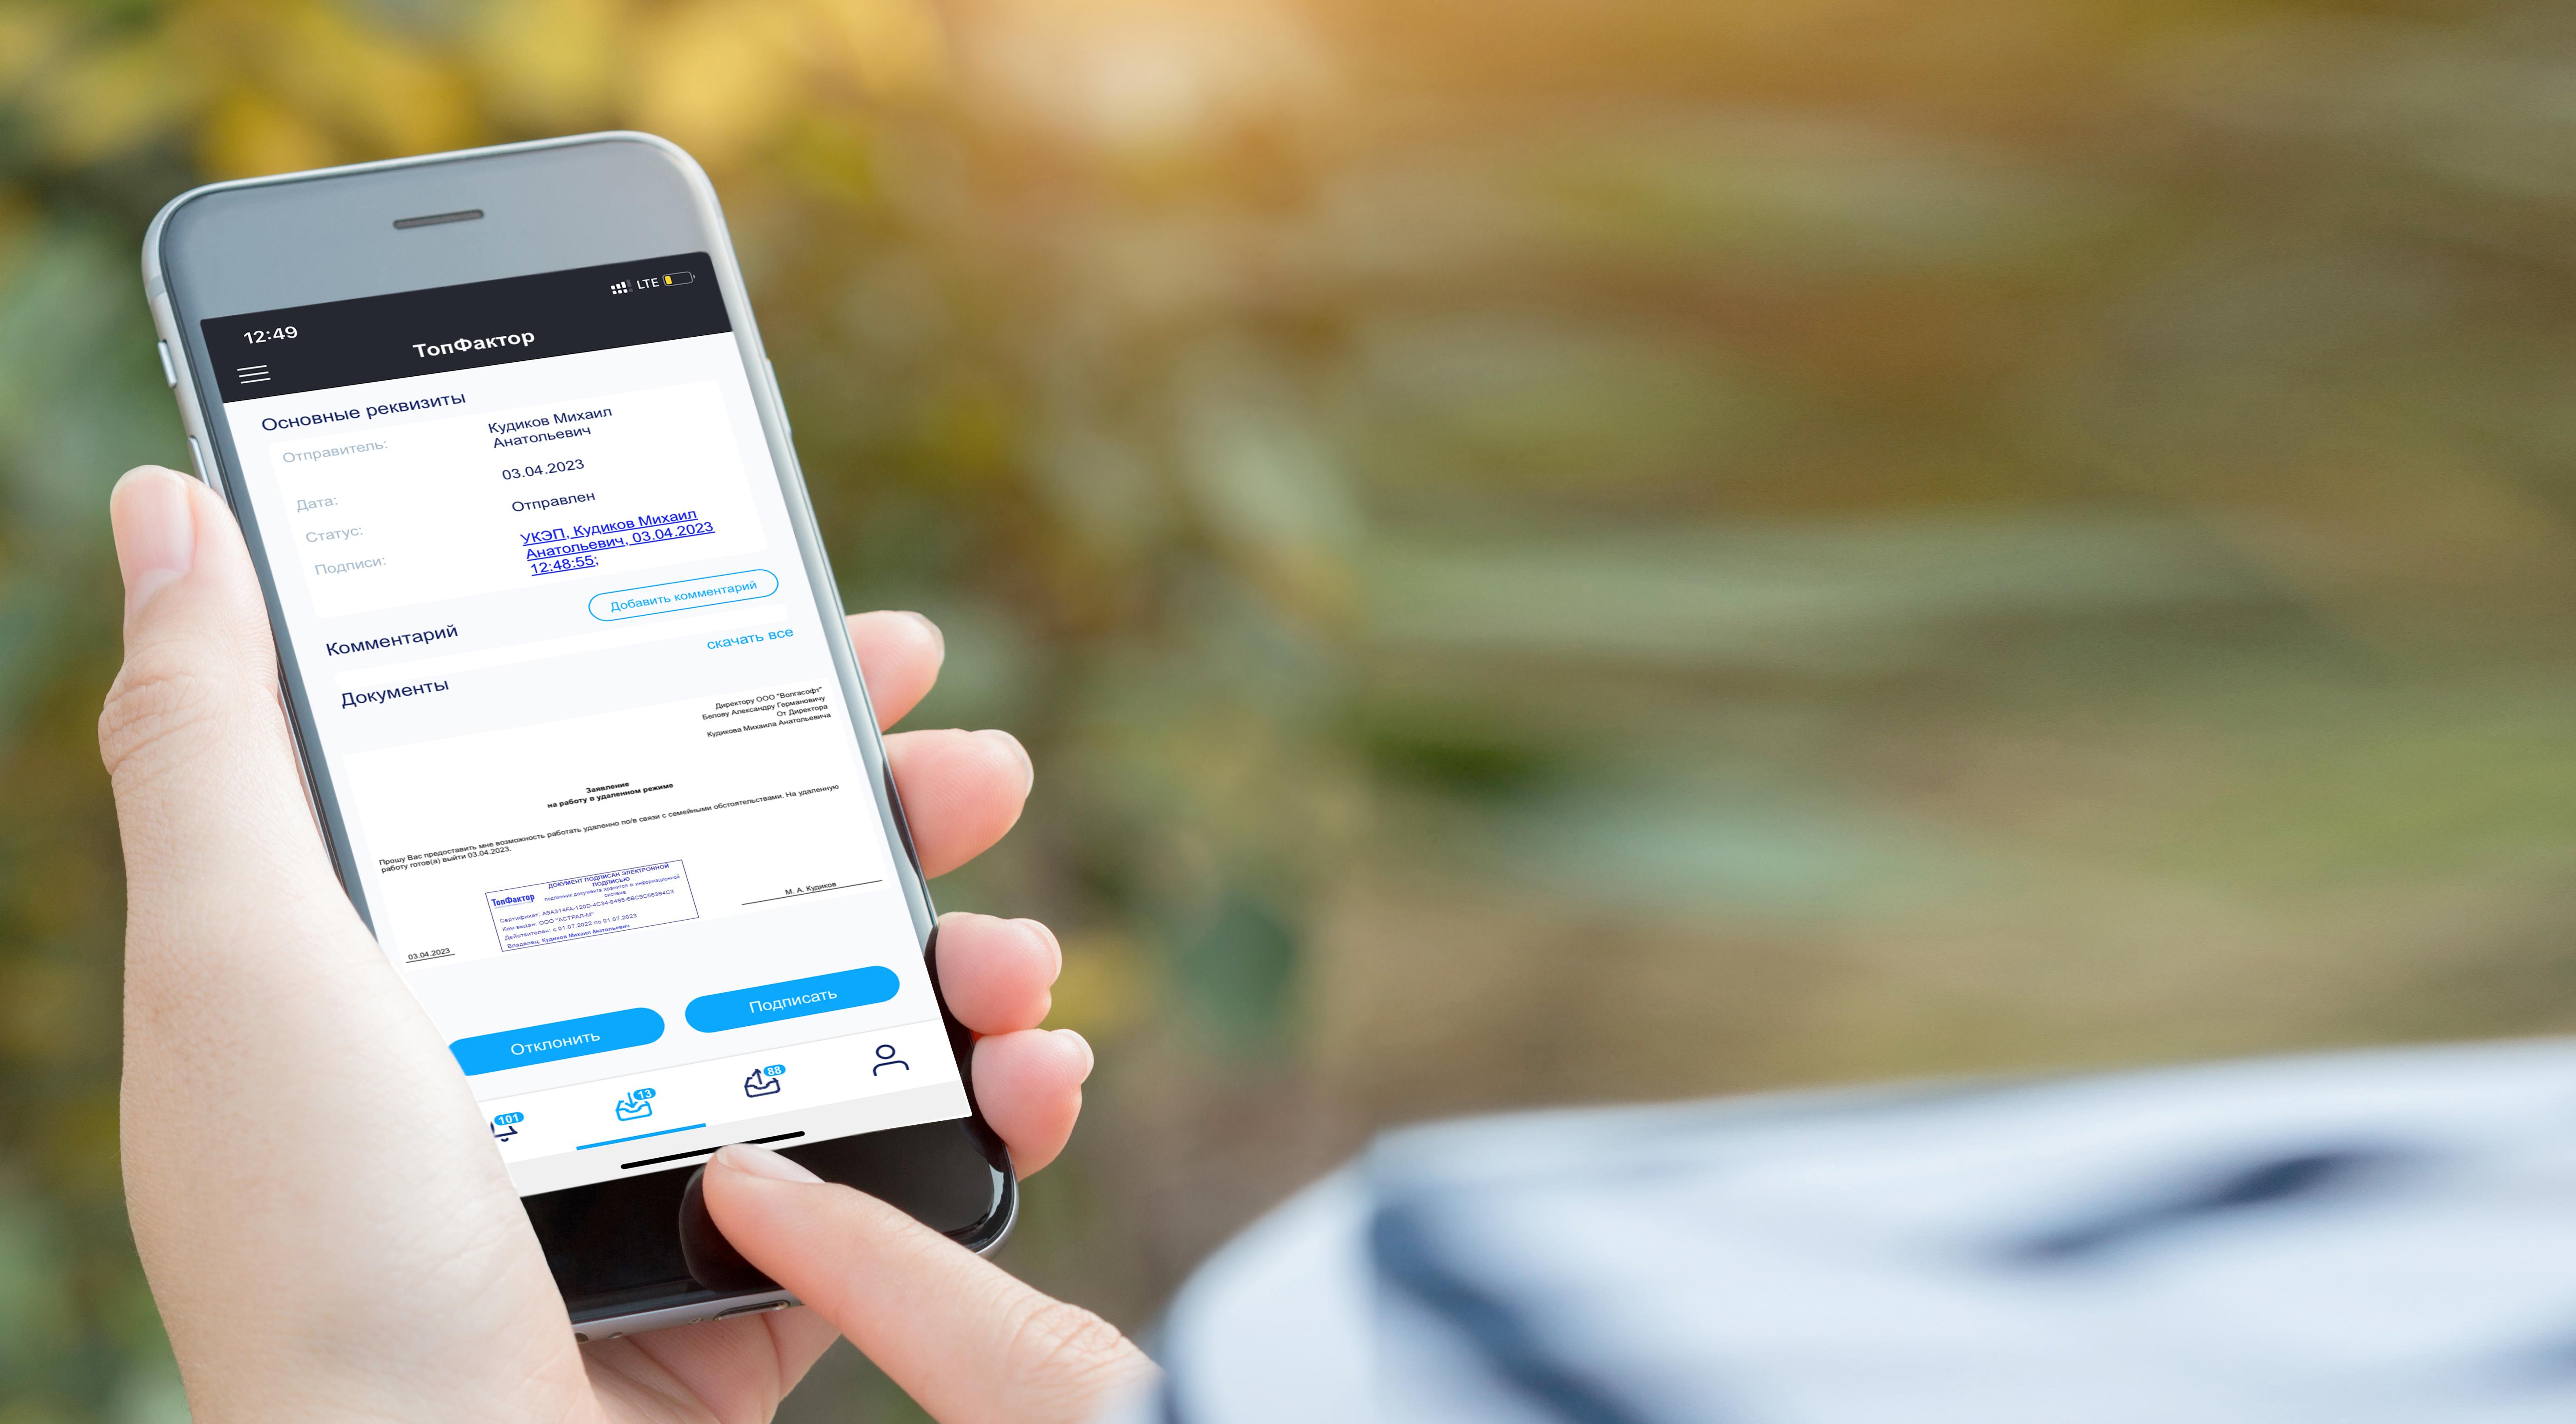 12:49
LTE
ТопФактор
Основные реквизиты
Отправитель:
Кудиков Михаил
Анатольевич
Дата:
03.04.2023
Статус:
Отправлен
Подписи:
УКЭП, Кудиков Михаил
Анатольевич, 03.04.2023
12:48:55;
Добавить комментарий
Комментарий
скачать все
Документы
Директору ООО "Волгасофт"
Белову Александру Германовичу
От Директора
Кудикова Михаила Анатольевича
Заявление
на работу в удаленном режиме
Прошу Вас предоставить мне возможность работать удаленно по/в связи с семейными обстоятельствами. На удаленную
работу готов(а) выйти 03.04.2023.
ТопФактор
ДОКУМЕНТ ПОДПИСАН ЭЛЕКТРОННОЙ
ПОДПИСЬЮ
подлинник документа хранится в информационной
системе
Сертификат:
Кем выдан: ООО "АСТРАЛ-М"
Действителен: с 01.07.2022 по 01.07.2023
Владелец: Кудиков Михаил Анатольевич
М. А. Кудиков
03.04.2023
Отклонить
Подписать
101
13
88